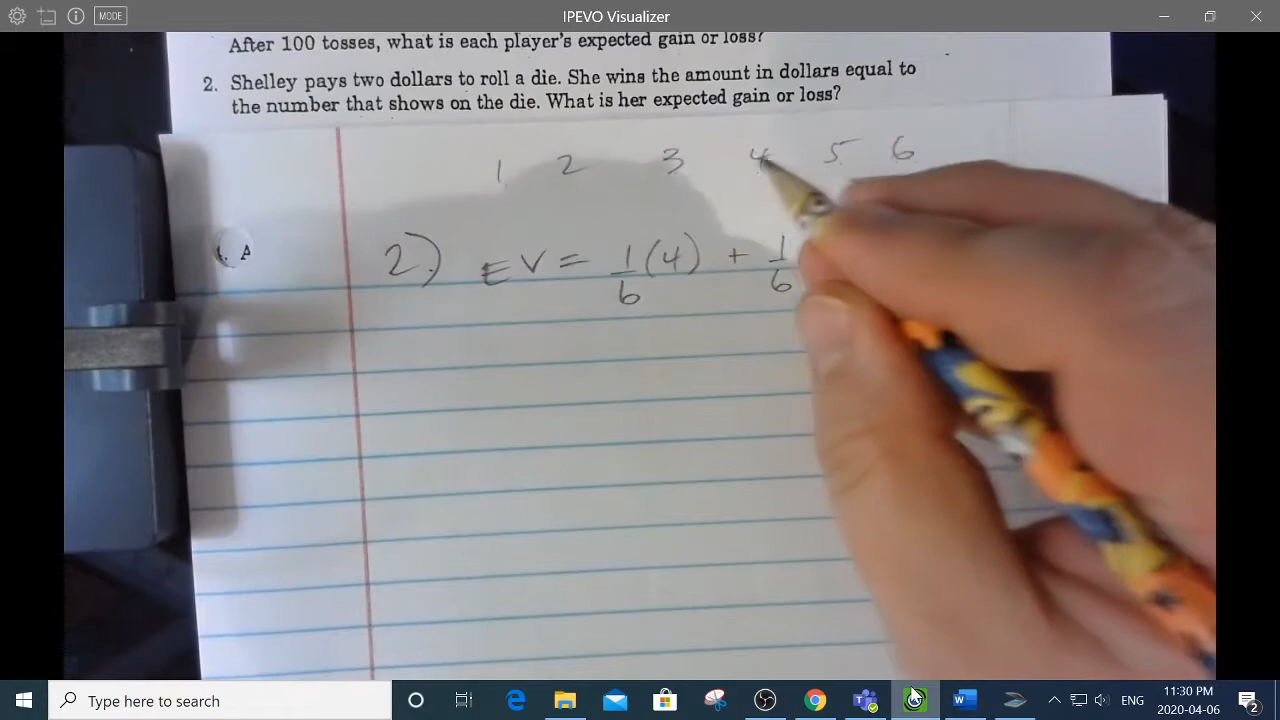 IPEVO Visualizer
MODE
After 100 tosses, what is each player's expected gain or loss?
2. Shelley pays two dollars to roll a die. She wins the amount in dollars equal to
the number that shows on the die. What is her expected gain or loss?
1 2 3 4 5 6
A
2.) EV = 1/6 (4) + 1/6
Type here to search
ENG
11:30 PM
2020-04-06
2